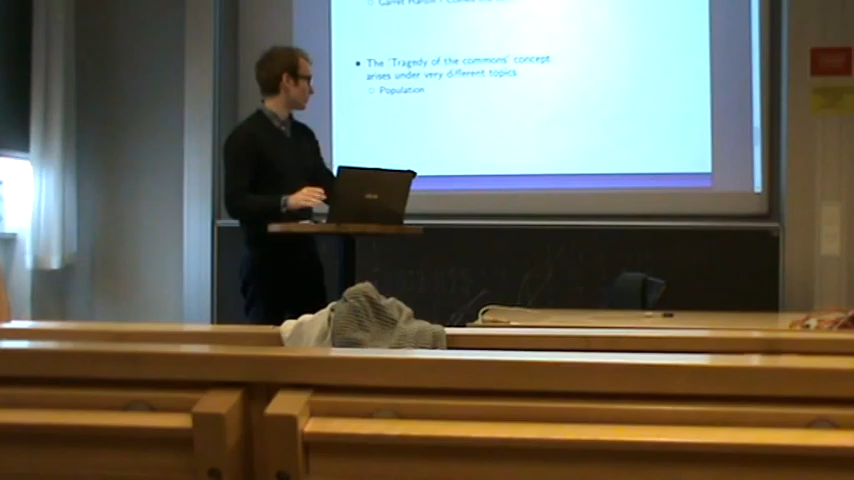 The 'Tragedy of the commons' concept
arises under very different topics
Population